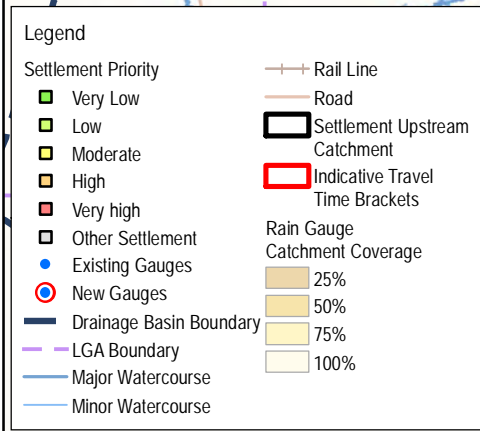 Legend
Settlement Priority
Very Low
Low
Moderate
High
Very high
Other Settlement
Existing Gauges
New Gauges
Drainage Basin Boundary
LGA Boundary
Major Watercourse
Minor Watercourse
Rail Line
Road
Settlement Upstream
Catchment
Indicative Travel
Time Brackets
Rain Gauge
Catchment Coverage
25%
50%
75%
100%